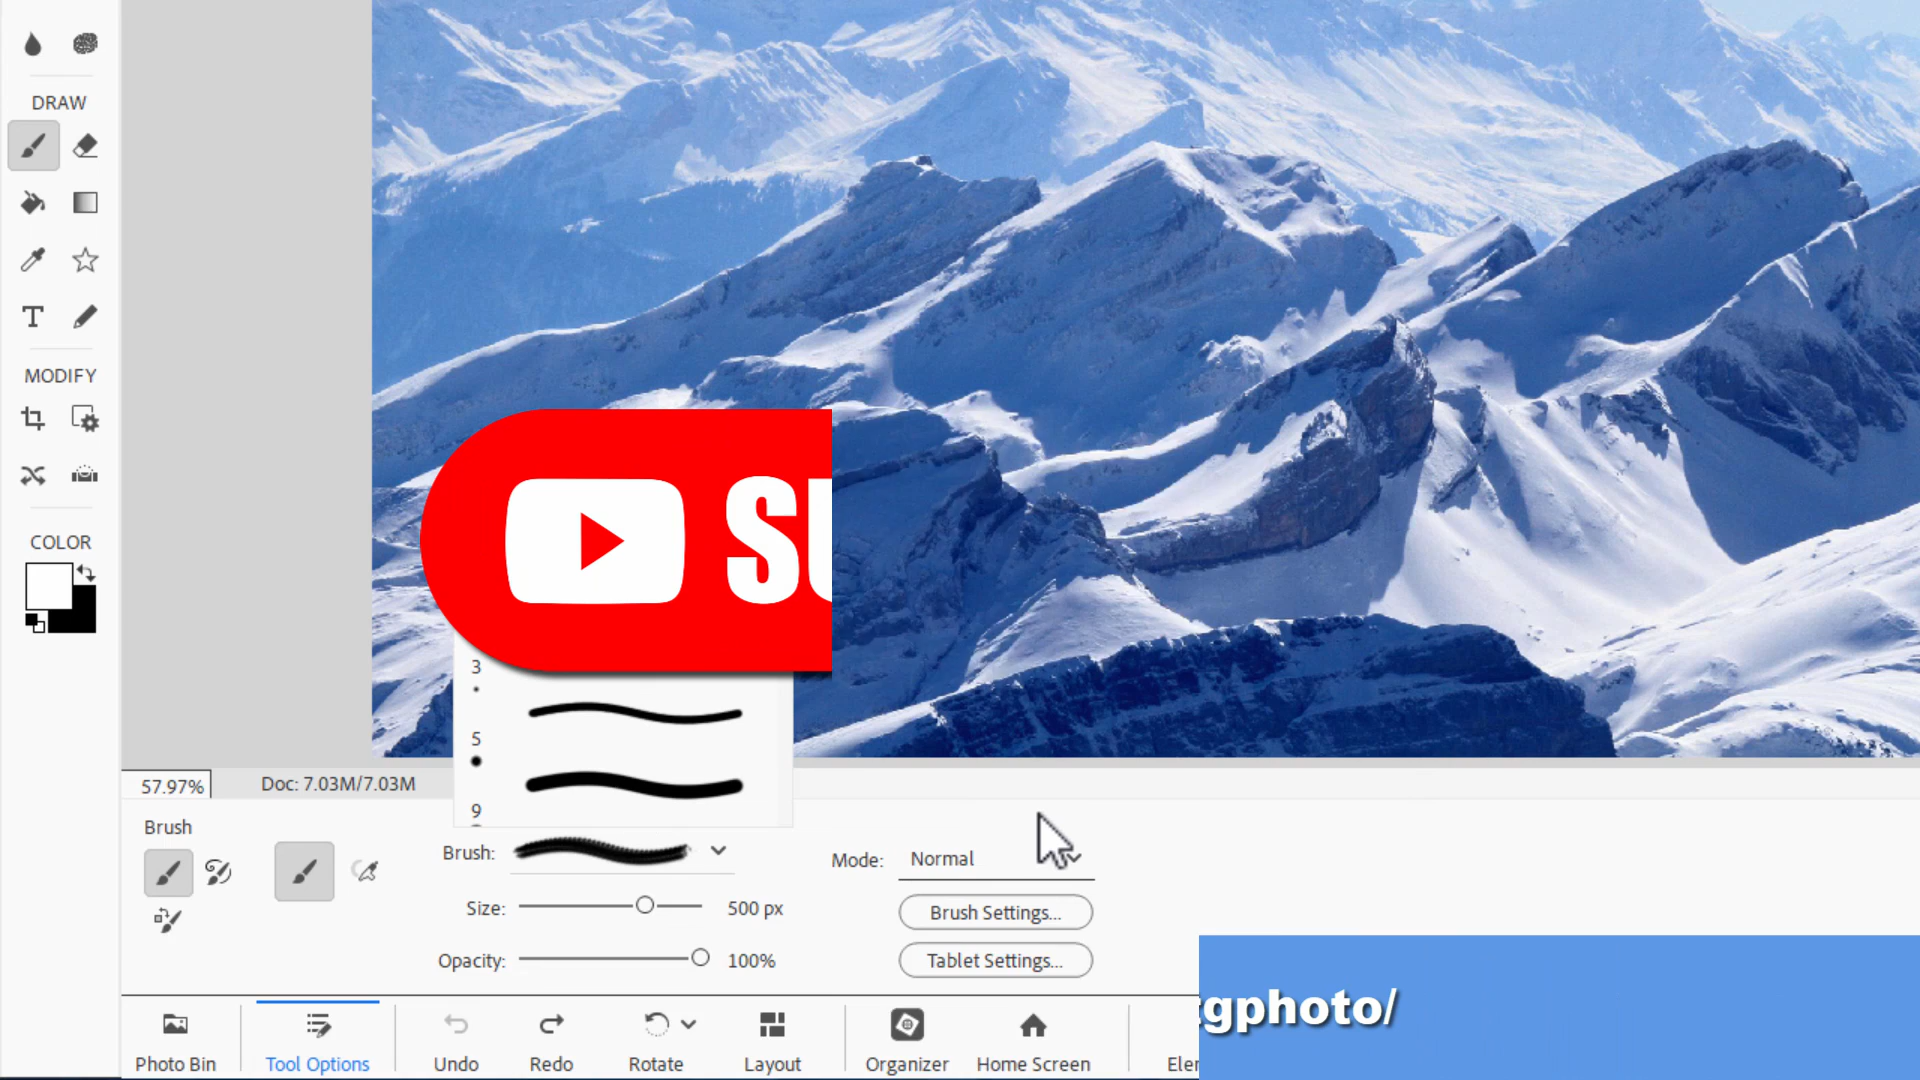 DRAW
MODIFY
COLOR
SU
3
5
9
57.97%
Doc: 7.03M/7.03M
Brush
Brush:
Size:
500 px
Opacity:
100%
Mode:
Normal
Brush Settings...
Tablet Settings...
tgphoto/
Photo Bin
Tool Options
Undo
Redo
Rotate
Layout
Organizer
Home Screen
Eler